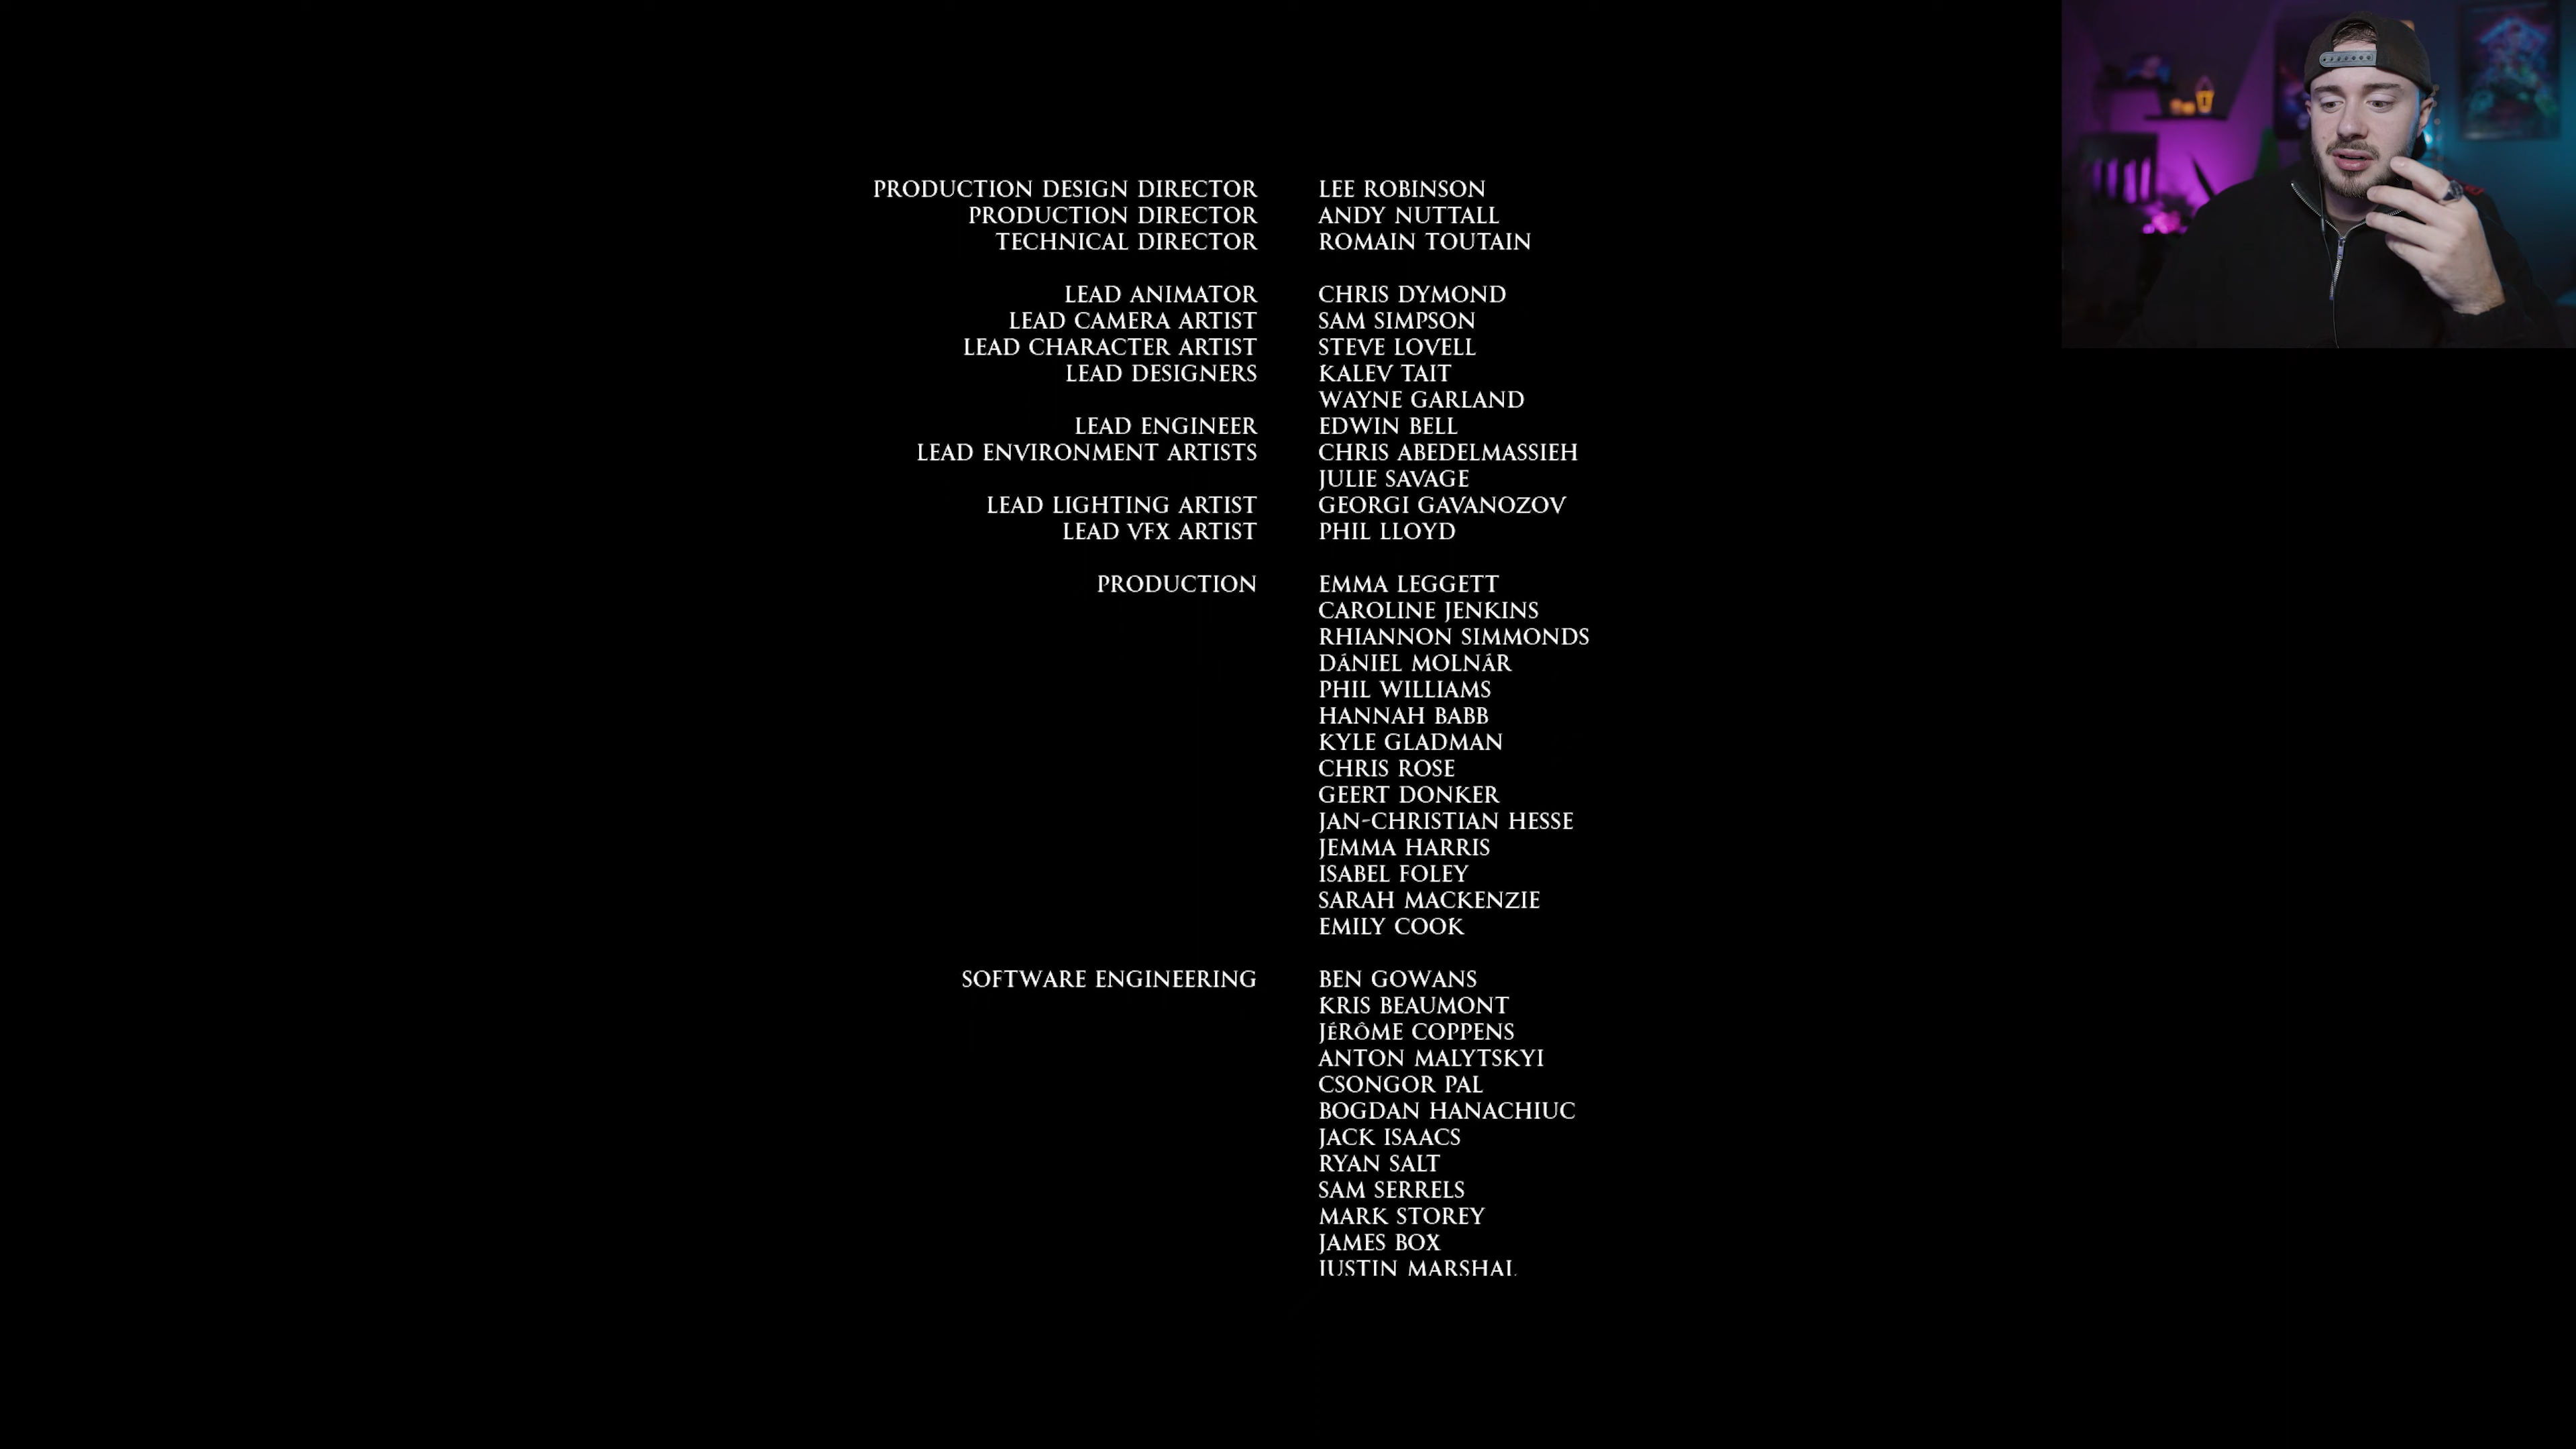 PRODUCTION DESIGN DIRECTOR LEE ROBINSON
PRODUCTION DIRECTOR ANDY NUTTALL
TECHNICAL DIRECTOR ROMAIN TOUTAIN
LEAD ANIMATOR CHRIS DYMOND
LEAD CAMERA ARTIST SAM SIMPSON
LEAD CHARACTER ARTIST STEVE LOVELL
LEAD DESIGNERS KALEV TAIT
WAYNE GARLAND
LEAD ENGINEER EDWIN BELL
LEAD ENVIRONMENT ARTISTS CHRIS ABEDELMASSIEH
JULIE SAVAGE
LEAD LIGHTING ARTIST GEORGI GAVANOZOV
LEAD VFX ARTIST PHIL LLOYD
PRODUCTION EMMA LEGGETT
CAROLINE JENKINS
RHIANNON SIMMONDS
DÁNIEL MOLNÁR
PHIL WILLIAMS
HANNAH BABB
KYLE GLADMAN
CHRIS ROSE
GEERT DONKER
JAN-CHRISTIAN HESSE
JEMMA HARRIS
ISABEL FOLEY
SARAH MACKENZIE
EMILY COOK
SOFTWARE ENGINEERING BEN GOWANS
KRIS BEAUMONT
JÉRÔME COPPENS
ANTON MALYTSKYI
CSONGOR PAL
BOGDAN HANACHIUC
JACK ISAACS
RYAN SALT
SAM SERRELS
MARK STOREY
JAMES BOX
JUSTIN MARSHAL